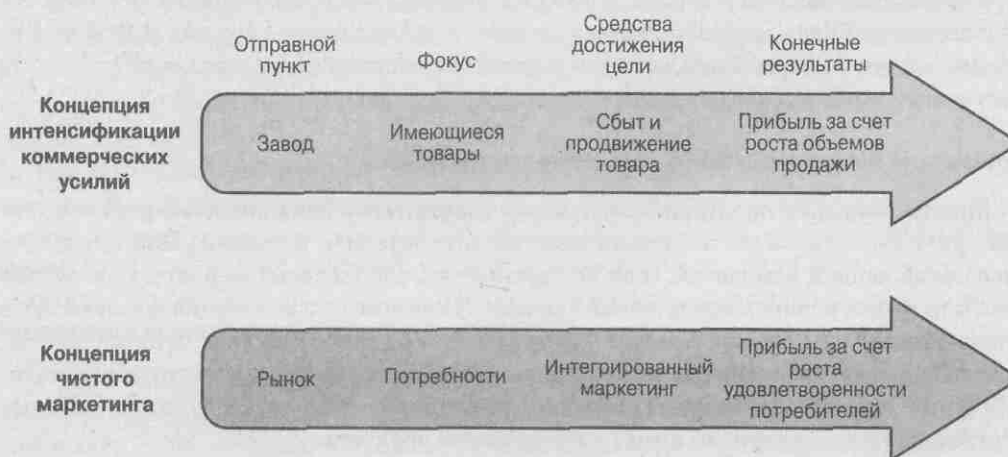 Отправной
пункт
Фокус
Средства
достижения
цели
Конечные
результаты
Концепция
интенсификации
коммерческих
усилий
Завод
Имеющиеся
товары
Сбыт и
продвижение
товара
Прибыль за счет
роста объемов
продажи
Концепция
чистого
маркетинга
Рынок
Потребности
Интегрированный
маркетинг
Прибыль за счет
роста
удовлетворенности
потребителей